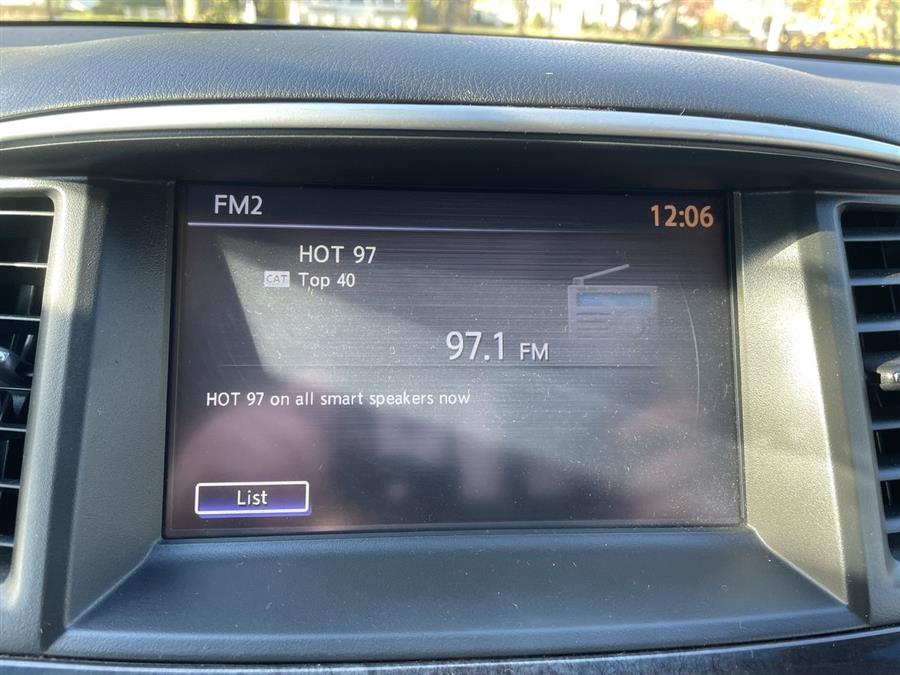 FM2
12:06
HOT 97
CAT Top 40
97.1 FM
HOT 97 on all smart speakers now
List